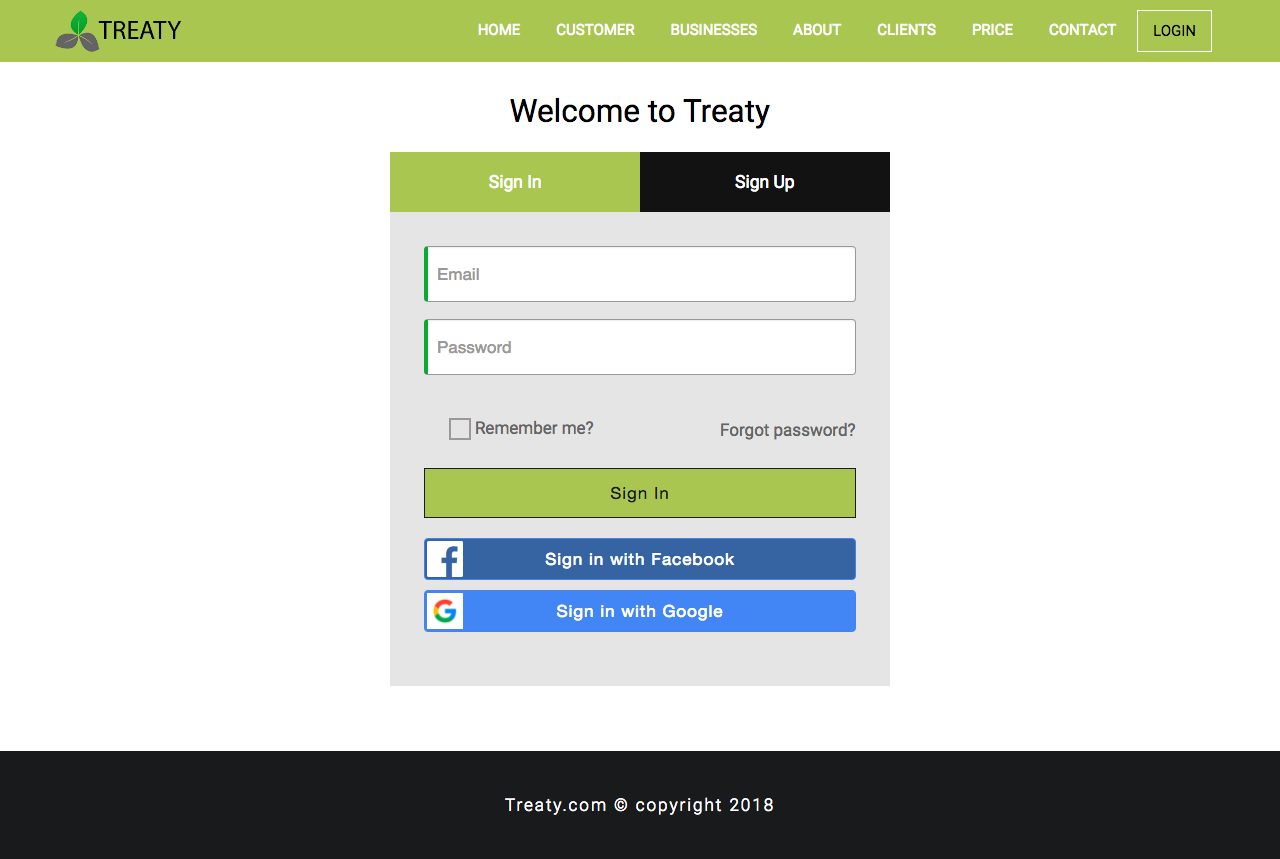 TREATY
HOME CUSTOMER BUSINESSES ABOUT CLIENTS PRICE CONTACT LOGIN
Welcome to Treaty
Sign In Sign Up
Email
Password
Remember me? Forgot password?
Sign In
Sign in with Facebook
Sign in with Google
Treaty.com © copyright 2018